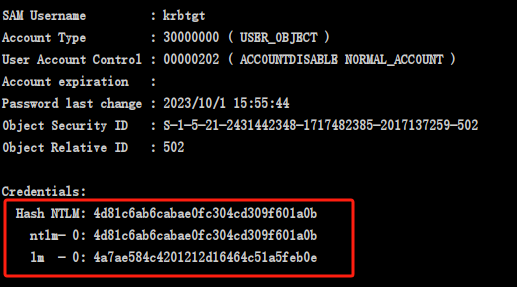 SAM Username : krbtgt
Account Type : 30000000 ( USER_OBJECT )
User Account Control : 00000202 ( ACCOUNTDISABLE NORMAL_ACCOUNT )
Account expiration :
Password last change : 2023/10/1 15:55:44
Object Security ID : S-1-5-21-2431442348-1717482385-2017137259-502
Object Relative ID : 502
Credentials:
Hash NTLM: 4d81c6ab6cabae0fc304cd309f601a0b
ntlm- 0: 4d81c6ab6cabae0fc304cd309f601a0b
lm - 0: 4a7ae584c4201212d16464c51a5feb0e